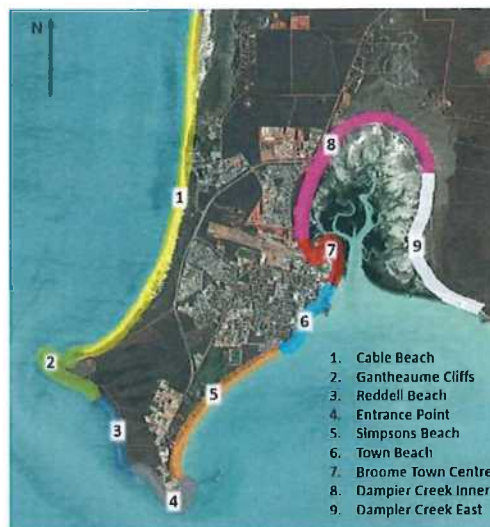 N
1
2
3
4
5
6
7
8
9
1. Cable Beach
2. Gantheaume Cliffs
3. Reddell Beach
4. Entrance Point
5. Simpsons Beach
6. Town Beach
7. Broome Town Centre
8. Dampier Creek Inner
9. Dampier Creek East